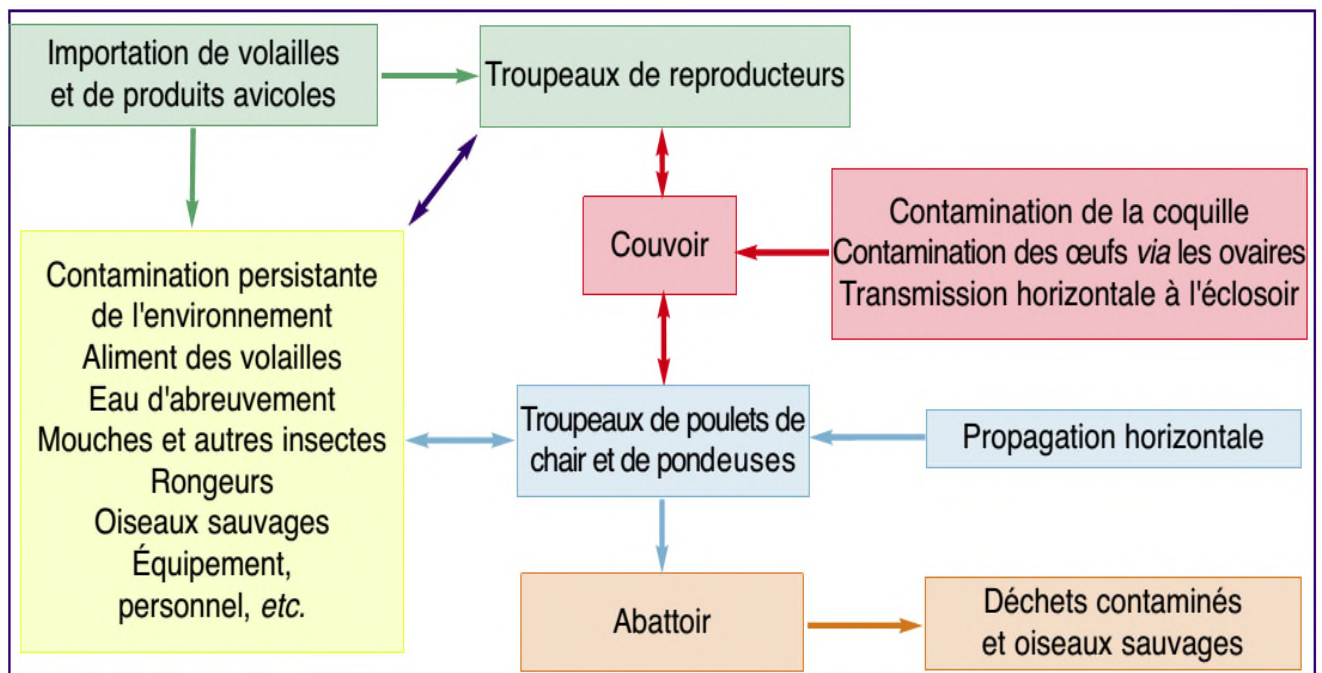 Importation de volailles
et de produits avicoles
Troupeaux de reproducteurs
Couvoir
Contamination de la coquille
Contamination des œufs via les ovaires
Transmission horizontale à l'éclosoir
Contamination persistante
de l'environnement
Aliment des volailles
Eau d'abreuvement
Mouches et autres insectes
Rongeurs
Oiseaux sauvages
Équipement,
personnel, etc.
Troupeaux de poulets de
chair et de pondeuses
Propagation horizontale
Abattoir
Déchets contaminés
et oiseaux sauvages